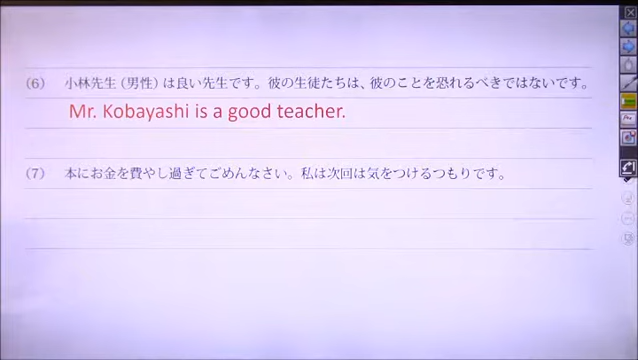 (6) 小林先生（男性）は良い先生です。彼の生徒たちは、彼のことを恐れるべきではないです。
Mr. Kobayashi is a good teacher.
(7) 本にお金を費やし過ぎてごめんなさい。私は次回は気をつけるつもりです。